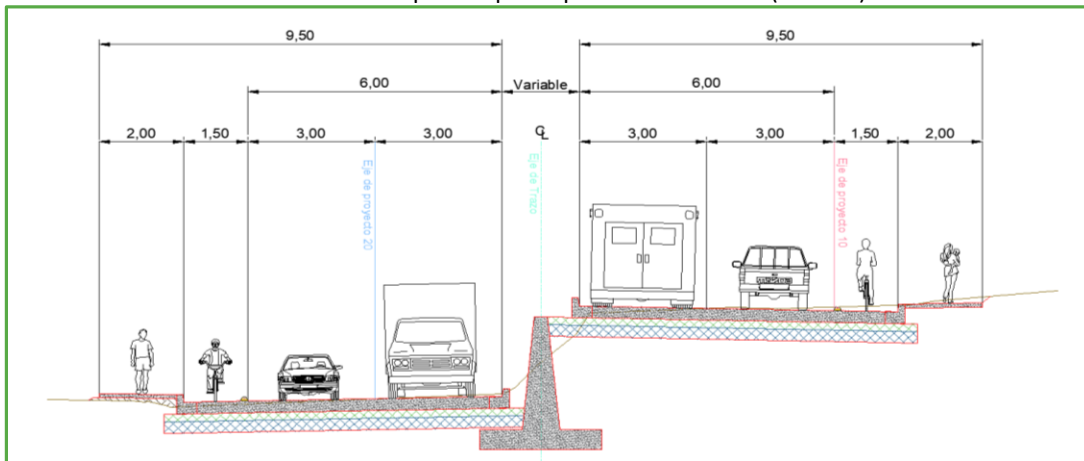 9,50 9,50
6,00 Variable 6,00
2,00 1,50 3,00 3,00 3,00 3,00 1,50 2,00
C L
Eje de proyecto 20
Eje de Trazo
Eje de proyecto 10